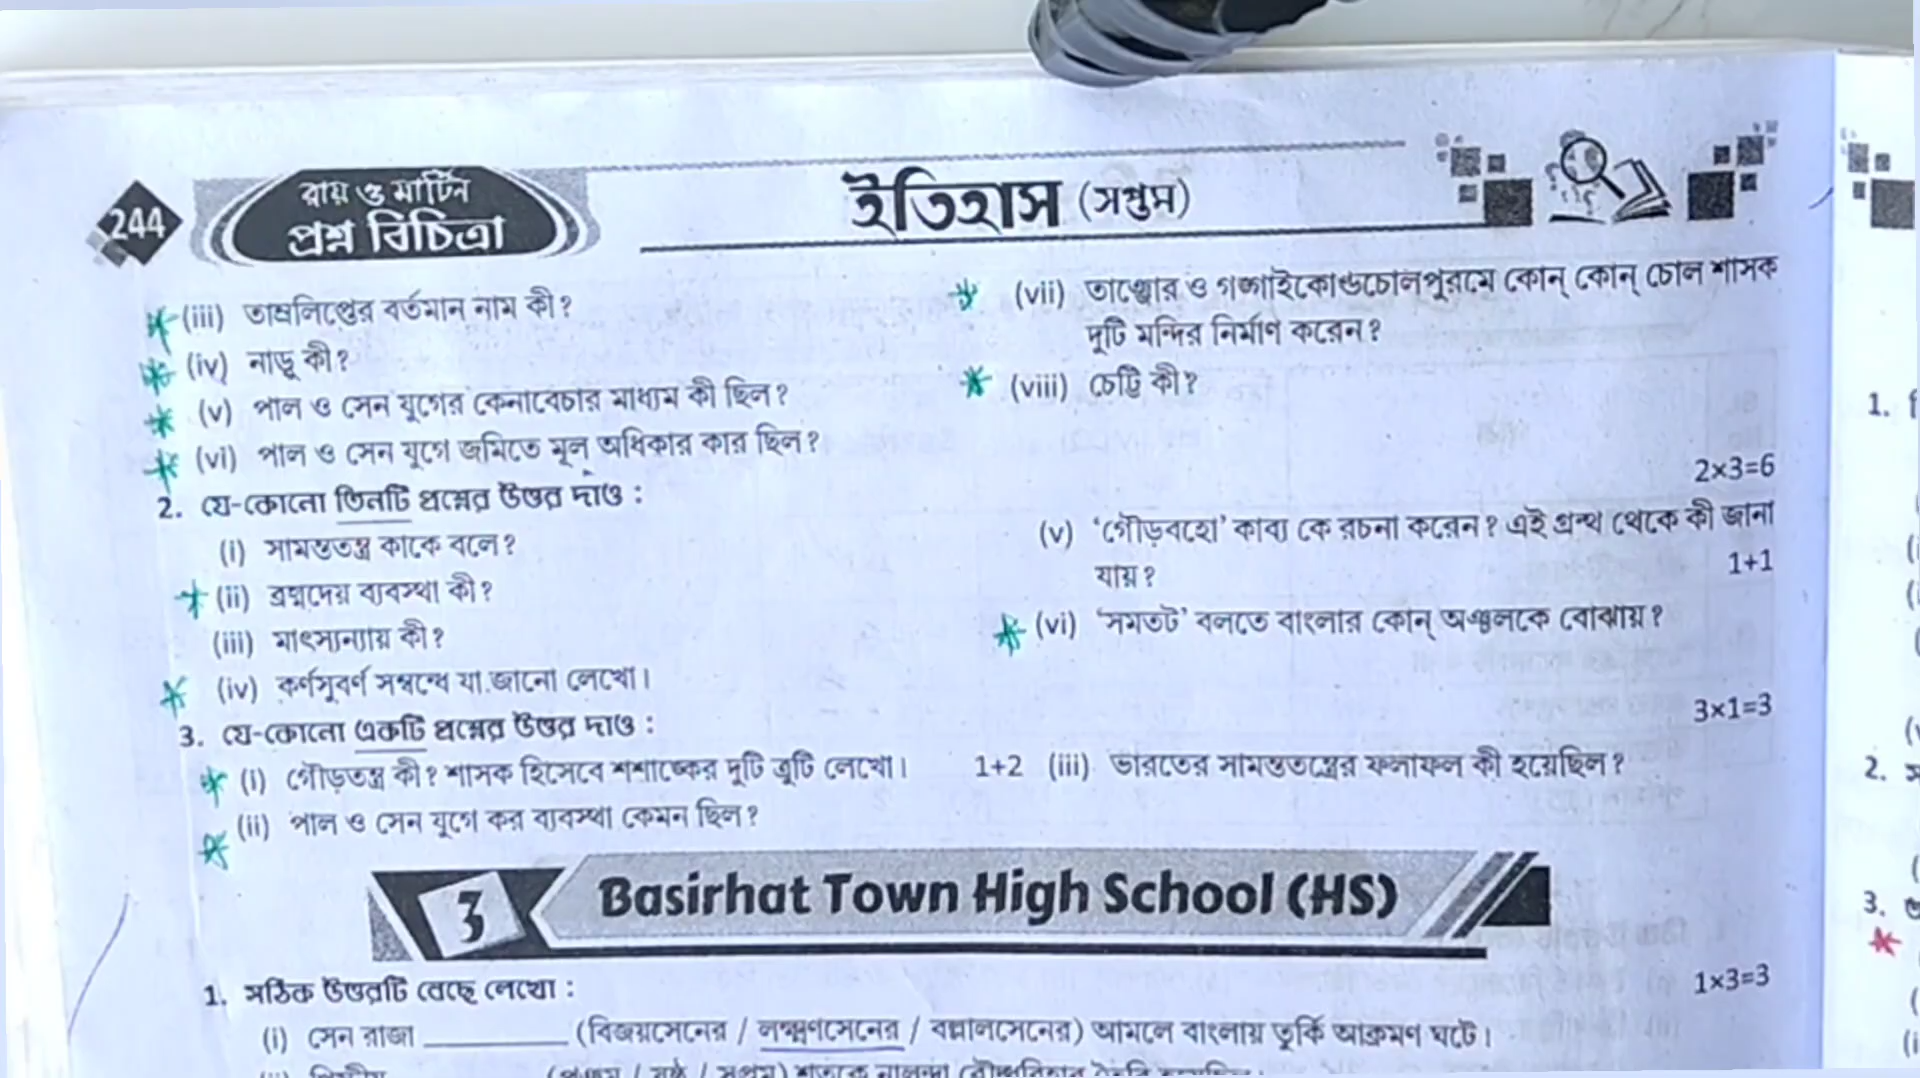 244
রায় ও মার্টিন
প্রশ্ন বিচিত্রা
ইতিহাস (সপ্তম)
(iii) তাম্রলিপ্তের বর্তমান নাম কী?
(iv) নাড়ু কী?
(v) পাল ও সেন যুগের কেনাবেচার মাধ্যম কী ছিল?
(vi) পাল ও সেন যুগে জমিতে মূল অধিকার কার ছিল?
(vii) তাঞ্জোর ও গঙ্গাইকোণ্ডচোলপুরমে কোন্ কোন্ চোল শাসক
দুটি মন্দির নির্মাণ করেন?
(viii) চেট্টি কী?
2. যে-কোনো তিনটি প্রশ্নের উত্তর দাও :
2×3=6
(i) সামন্ততন্ত্র কাকে বলে?
(ii) ব্রহ্মদেয় ব্যবস্থা কী?
(iii) মাৎস্যন্যায় কী?
(iv) কর্ণসুবর্ণ সম্বন্ধে যা জানো লেখো।
(v) 'গৌড়বহো' কাব্য কে রচনা করেন? এই গ্রন্থ থেকে কী জানা
যায়? 1+1
(vi) 'সমতট' বলতে বাংলার কোন্ অঞ্চলকে বোঝায়?
3. যে-কোনো একটি প্রশ্নের উত্তর দাও :
3×1=3
(i) গৌড়তন্ত্র কী? শাসক হিসেবে শশাঙ্কের দুটি ত্রুটি লেখো। 1+2
(ii) পাল ও সেন যুগে কর ব্যবস্থা কেমন ছিল?
(iii) ভারতের সামন্ততন্ত্রের ফলাফল কী হয়েছিল?
3 Basirhat Town High School (HS)
1. সঠিক উত্তরটি বেছে লেখো : 1×3=3
(i) সেন রাজা ________ (বিজয়সেনের / লক্ষ্মণসেনের / বল্লালসেনের) আমলে বাংলায় তুর্কি আক্রমণ ঘটে।
1.
2.
3.